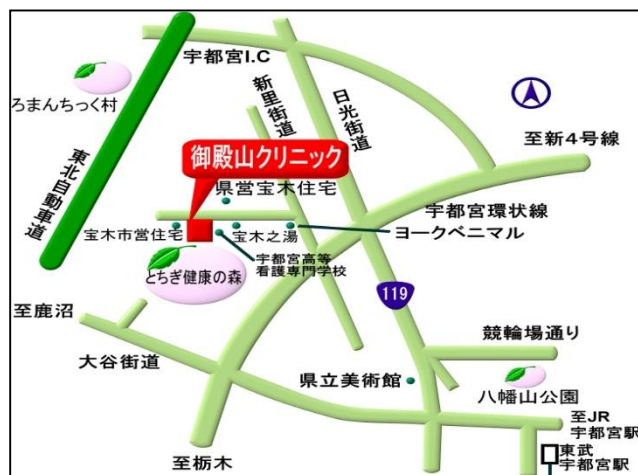 宇都宮I.C
ろまんちっく村
新里街道
日光街道
至新4号線
東北自動車道
御殿山クリニック
県営宝木住宅
宇都宮環状線
宝木市営住宅
宝木之湯
ヨークベニマル
宇都宮高等
看護専門学校
とちぎ健康の森
119
至鹿沼
競輪場通り
大谷街道
県立美術館
八幡山公園
至JR
宇都宮駅
至栃木
東武
宇都宮駅